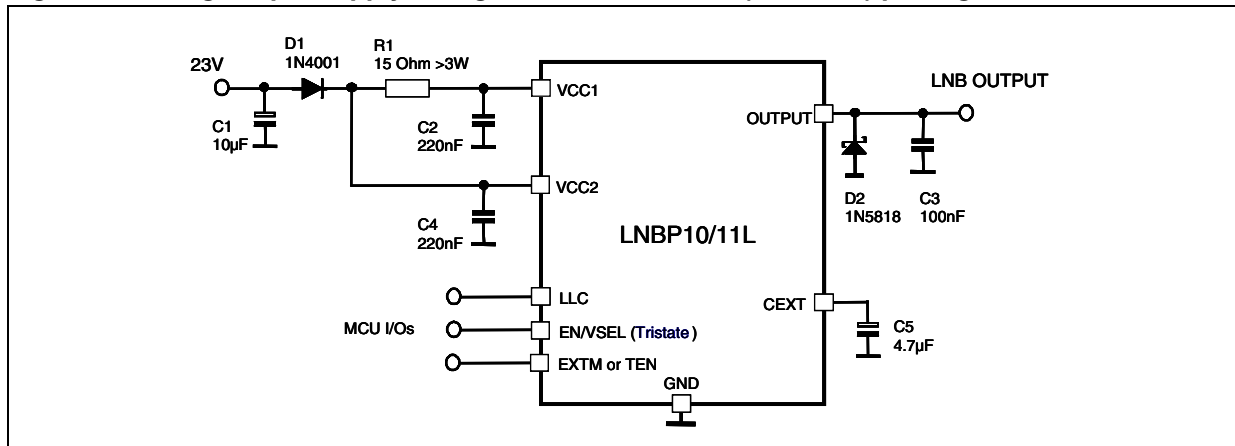 23V
D1
1N4001
R1
15 Ohm >3W
C1
10µF
C2
220nF
VCC1
VCC2
C4
220nF
LNBP10/11L
OUTPUT
LNB OUTPUT
D2
1N5818
C3
100nF
CEXT
C5
4.7µF
MCU I/Os
LLC
EN/VSEL (Tristate)
EXTM or TEN
GND